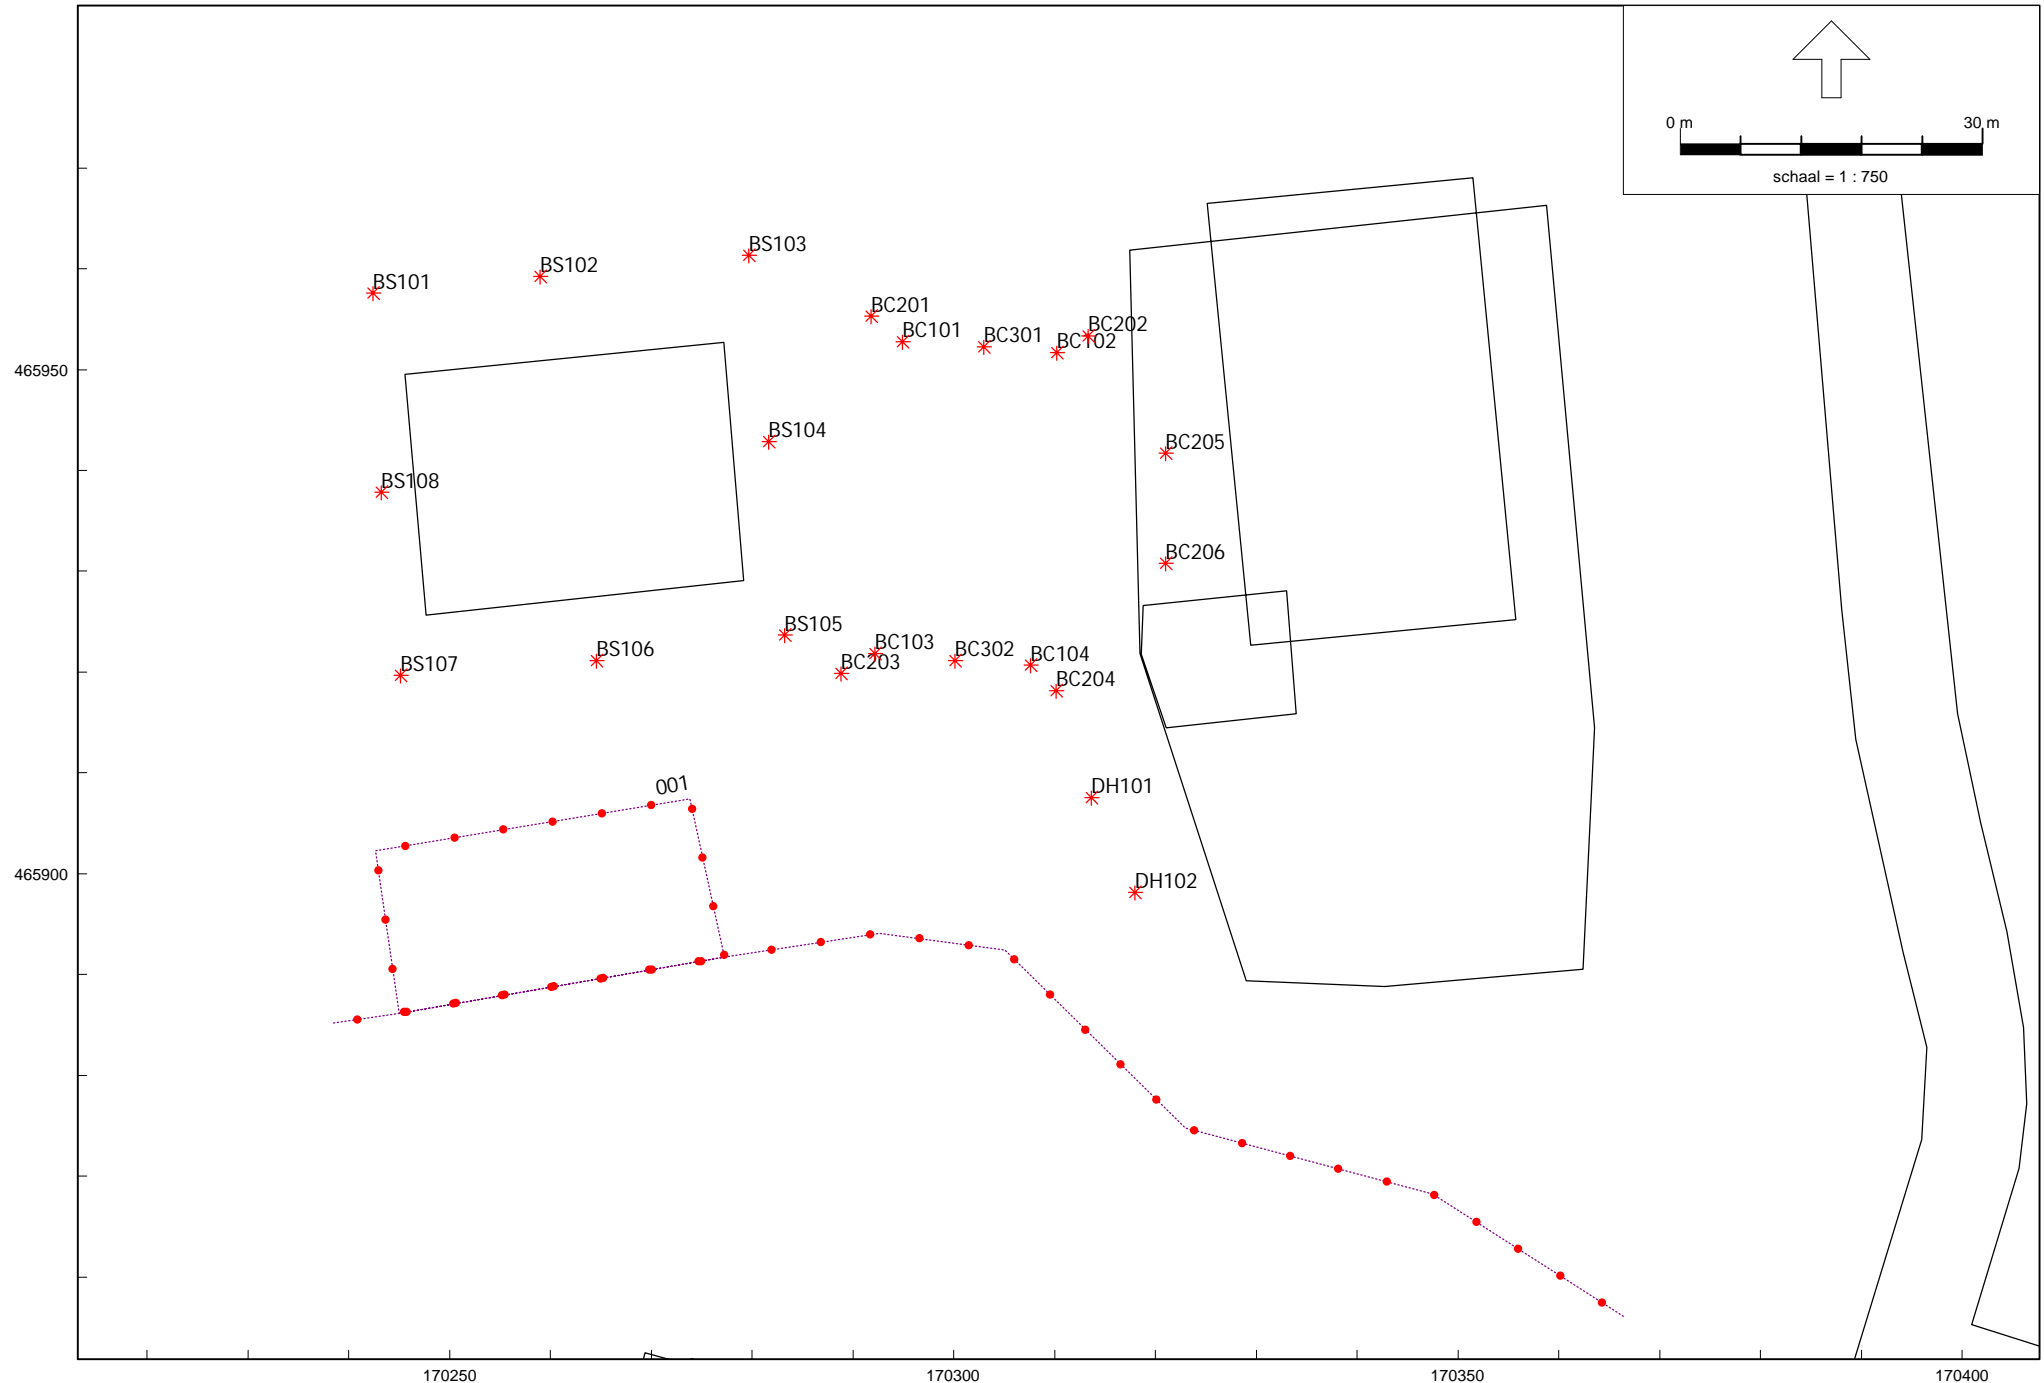 0 m 30 m
schaal = 1 : 750
BS103
BS102
BS101
BC201
BC202
BC101
BC301
BC102
465950
BS104
BC205
BS108
BC206
BS105
BC103
BS106
BC302
BC104
BS107
BC203
BC204
001
DH101
465900
DH102
170250 170300 170350 170400